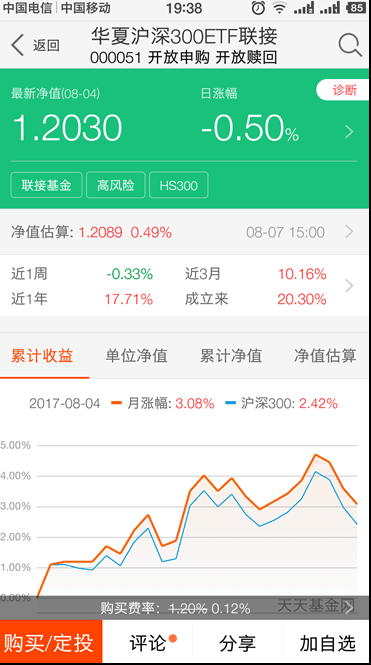 中国电信 中国移动 19:38 85
返回 华夏沪深300ETF联接
000051 开放申购 开放赎回
最新净值(08-04) 日涨幅 诊断
1.2030 -0.50%
联接基金 高风险 HS300
净值估算: 1.2089 0.49% 08-07 15:00
近1周 -0.33% 近3月 10.16%
近1年 17.71% 成立来 20.30%
累计收益 单位净值 累计净值 净值估算
2017-08-04 月涨幅: 3.08% 沪深300: 2.42%
5.00%
4.00%
3.00%
2.00%
1.00%
0.00%
购买费率: 1.20% 0.12% 天天基金网
购买/定投 评论 分享 加自选